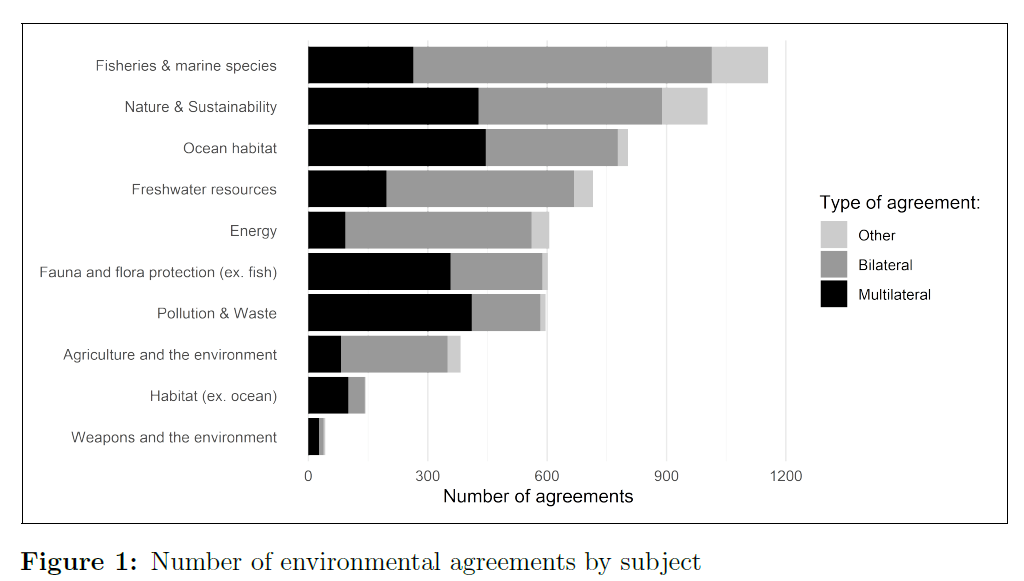 Fisheries & marine species
Nature & Sustainability
Ocean habitat
Freshwater resources
Energy
Fauna and flora protection (ex. fish)
Pollution & Waste
Agriculture and the environment
Habitat (ex. ocean)
Weapons and the environment
0 300 600 900 1200
Number of agreements
Type of agreement:
Other
Bilateral
Multilateral
Figure 1: Number of environmental agreements by subject